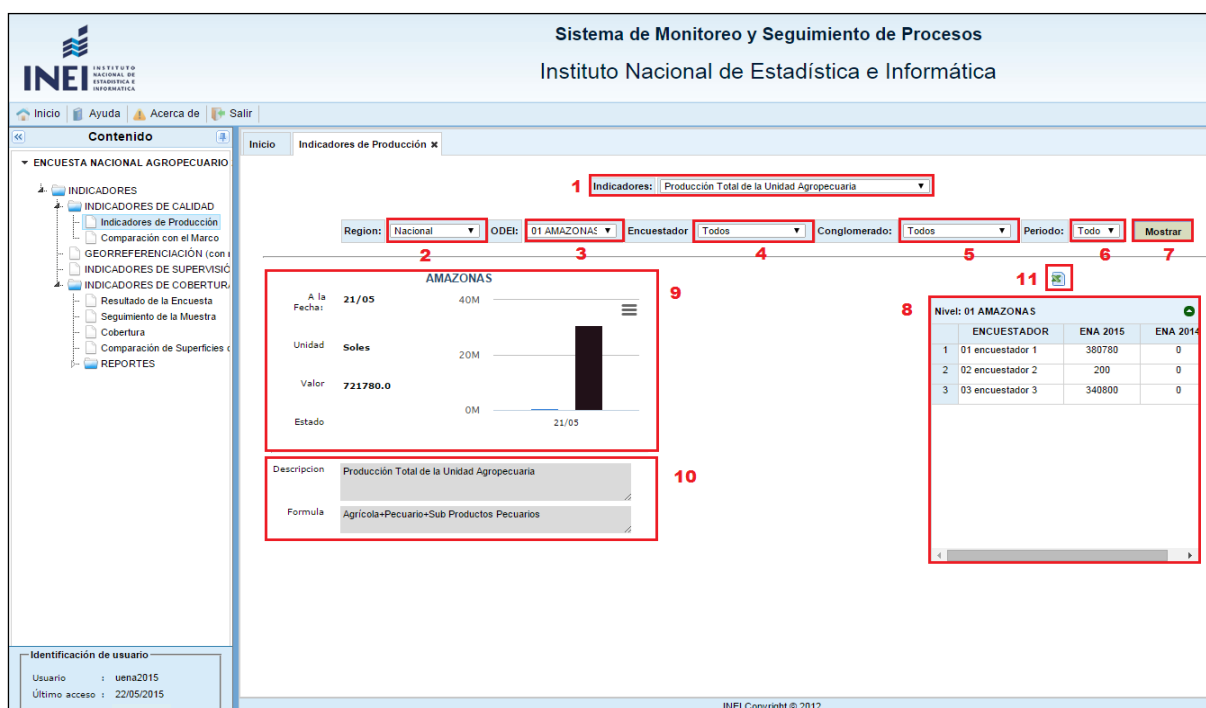 Sistema de Monitoreo y Seguimiento de Procesos
INEI
INSTITUTO
NACIONAL DE
ESTADISTICA E
INFORMATICA
Instituto Nacional de Estadística e Informática
Inicio Ayuda Acerca de Salir
Contenido
ENCUESTA NACIONAL AGROPECUARIO
INDICADORES
INDICADORES DE CALIDAD
Indicadores de Producción
Comparación con el Marco
GEORREFERENCIACIÓN (con
INDICADORES DE SUPERVISIÓ
INDICADORES DE COBERTUR
Resultado de la Encuesta
Seguimiento de la Muestra
Cobertura
Comparación de Superficies
REPORTES
Identificación de usuario
Usuario : uena2015
Último acceso : 22/05/2015
Inicio Indicadores de Producción ×
1 Indicadores: Producción Total de la Unidad Agropecuaria
Region: Nacional ODEI: 01 AMAZONAS Encuestador Todos Conglomerado: Todos Periodo: Todo Mostrar
2 3 4 5 6 7
AMAZONAS
A la
Fecha: 21/05
Unidad Soles
Valor 721780.0
Estado
40M
20M
0M
21/05
9
Descripcion Producción Total de la Unidad Agropecuaria
Formula Agrícola+Pecuario+Sub Productos Pecuarios
10
11
8
Nivel: 01 AMAZONAS
ENCUESTADOR ENA 2015 ENA 2014
1 01 encuestador 1 380780 0
2 02 encuestador 2 200 0
3 03 encuestador 3 340800 0
INEI Copyright © 2012